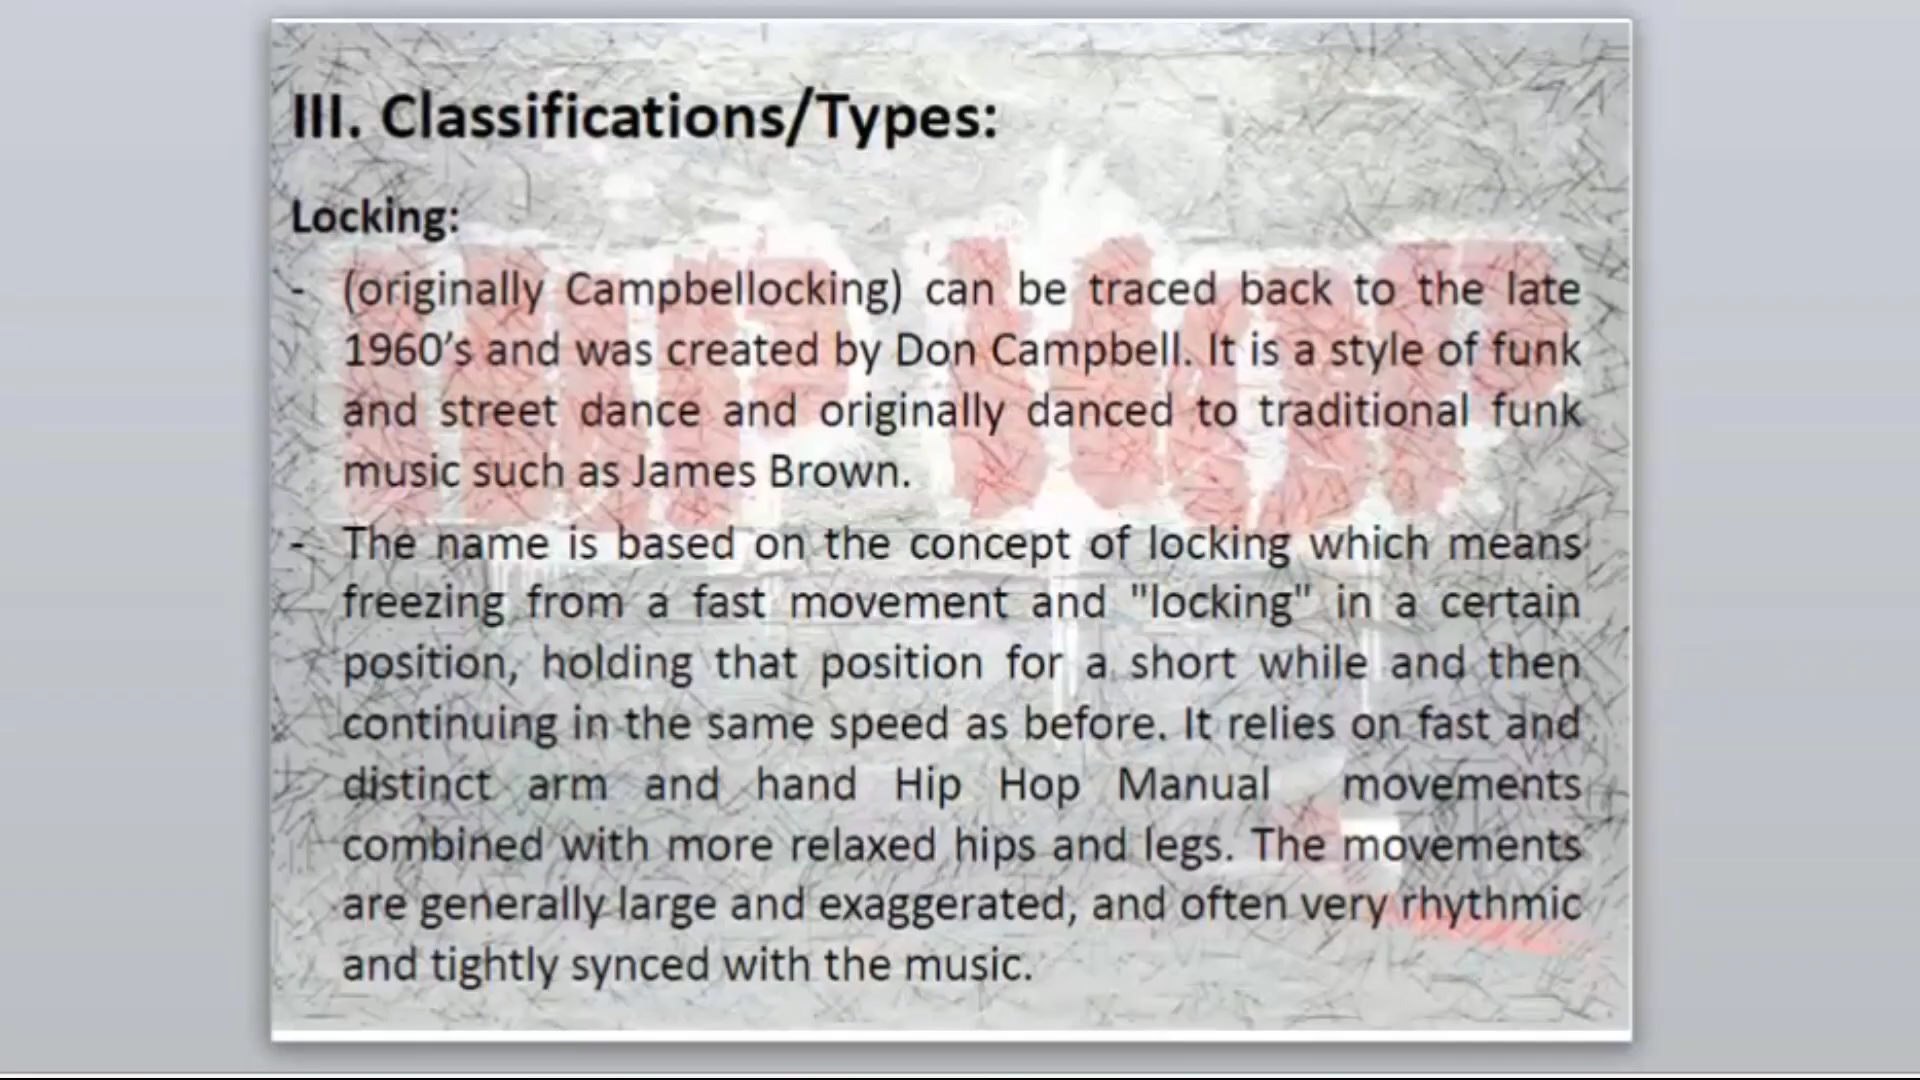 III. Classifications/Types:
Locking:
- (originally Campbellocking) can be traced back to the late
1960's and was created by Don Campbell. It is a style of funk
and street dance and originally danced to traditional funk
music such as James Brown.
- The name is based on the concept of locking which means
freezing from a fast movement and "locking" in a certain
position, holding that position for a short while and then
continuing in the same speed as before. It relies on fast and
distinct arm and hand Hip Hop Manual movements
combined with more relaxed hips and legs. The movements
are generally large and exaggerated, and often very rhythmic
and tightly synced with the music.
HIP HOP